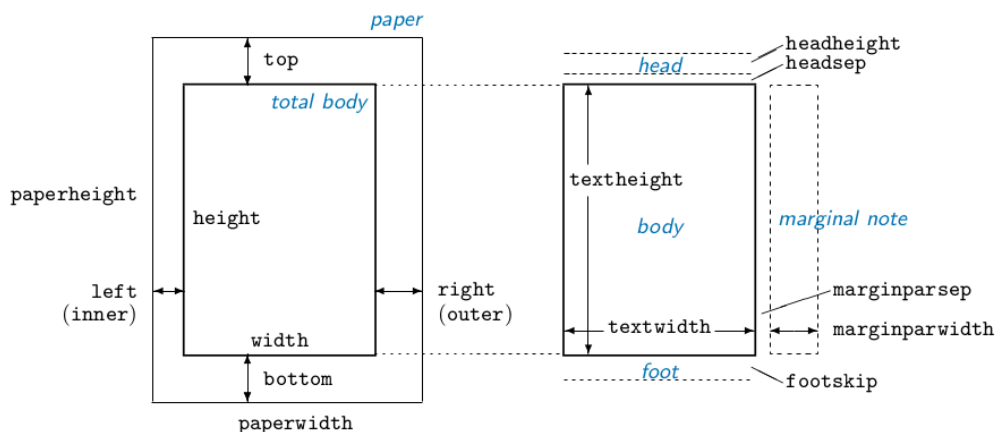 paper
top
total body
paperheight
height
left
(inner)
right
(outer)
width
bottom
paperwidth
headheight
head
headsep
textheight
body
marginal note
marginparsep
textwidth
marginparwidth
foot
footskip